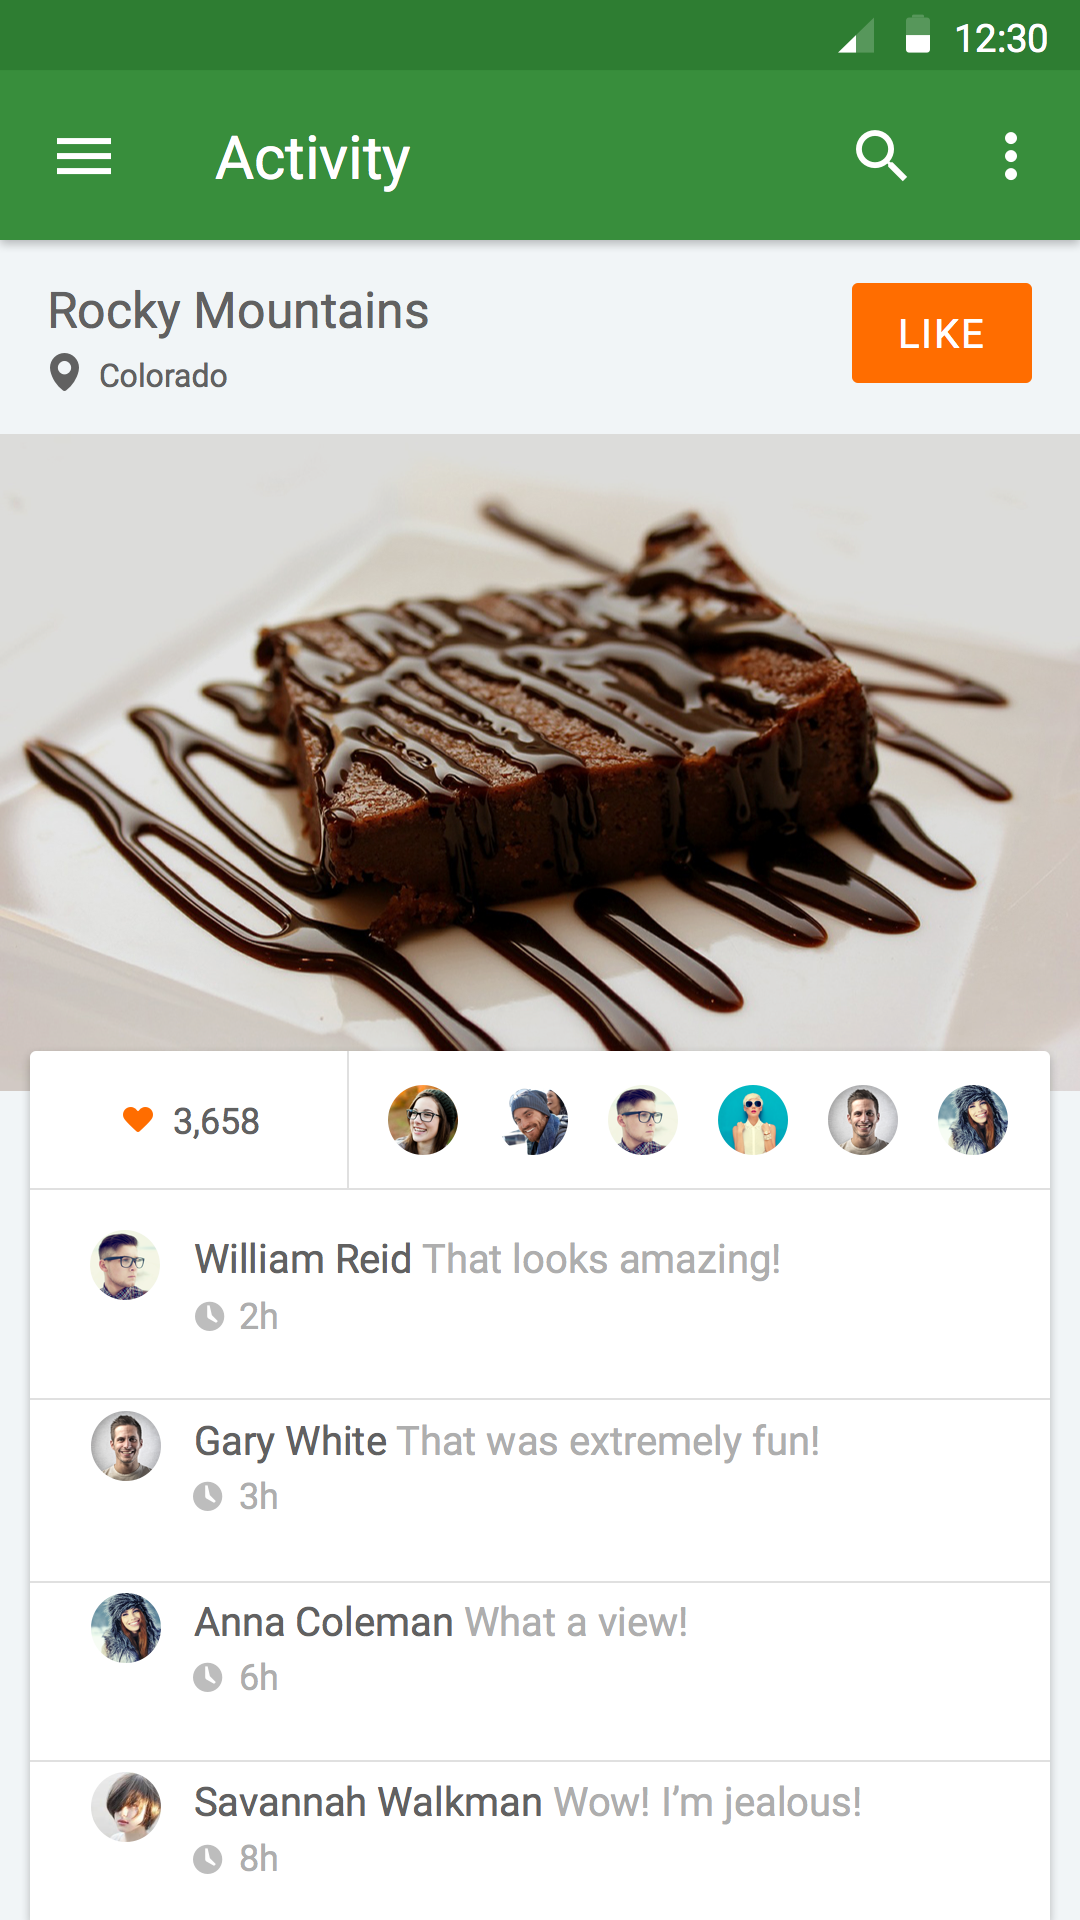 12:30
Activity
Rocky Mountains
LIKE
Colorado
3,658
William Reid That looks amazing!
2h
Gary White That was extremely fun!
3h
Anna Coleman What a view!
6h
Savannah Walkman Wow! I’m jealous!
8h